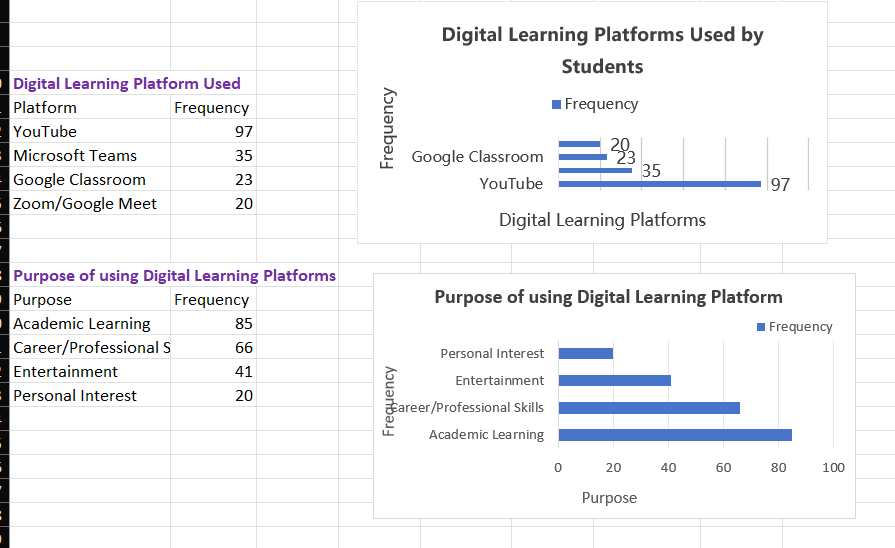 Digital Learning Platform Used
Platform Frequency
YouTube 97
Microsoft Teams 35
Google Classroom 23
Zoom/Google Meet 20
Purpose of using Digital Learning Platforms
Purpose Frequency
Academic Learning 85
Career/Professional S 66
Entertainment 41
Personal Interest 20
Digital Learning Platforms Used by
Students
Frequency
Frequency
20
Google Classroom 23
35
YouTube 97
Digital Learning Platforms
Purpose of using Digital Learning Platform
Frequency
Frequency
Personal Interest
Entertainment
Career/Professional Skills
Academic Learning
0 20 40 60 80 100
Purpose